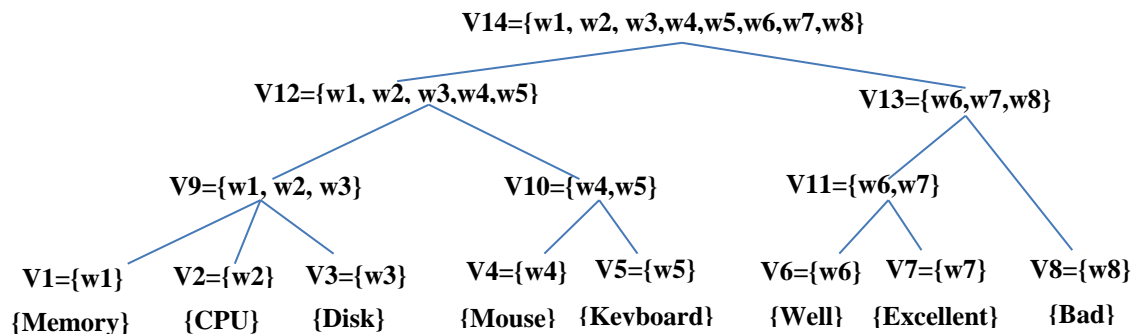 V14={w1, w2, w3,w4,w5,w6,w7,w8}
V12={w1, w2, w3,w4,w5} V13={w6,w7,w8}
V9={w1, w2, w3} V10={w4,w5} V11={w6,w7}
V1={w1} V2={w2} V3={w3} V4={w4} V5={w5} V6={w6} V7={w7} V8={w8}
{Memory} {CPU} {Disk} {Mouse} {Keyboard} {Well} {Excellent} {Bad}